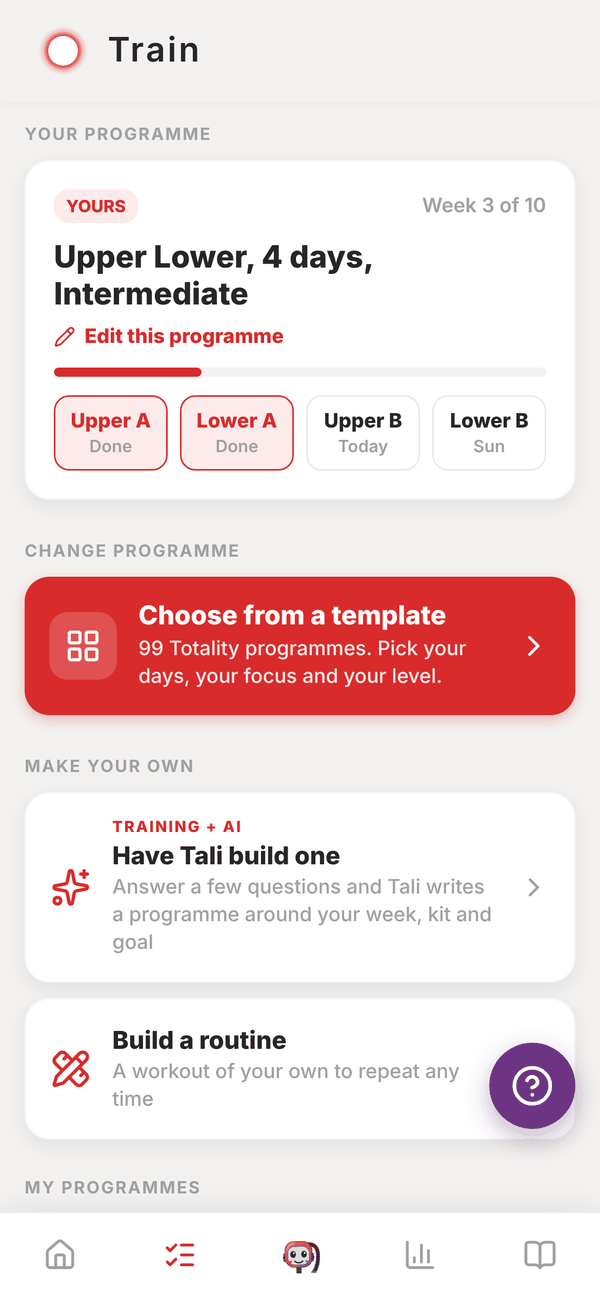 Train
YOUR PROGRAMME
YOURS
Week 3 of 10
Upper Lower, 4 days,
Intermediate
Edit this programme
Upper A
Done
Lower A
Done
Upper B
Today
Lower B
Sun
CHANGE PROGRAMME
Choose from a template
99 Totality programmes. Pick your
days, your focus and your level.
MAKE YOUR OWN
TRAINING + AI
Have Tali build one
Answer a few questions and Tali writes
a programme around your week, kit and
goal
Build a routine
A workout of your own to repeat any
time
?
MY PROGRAMMES